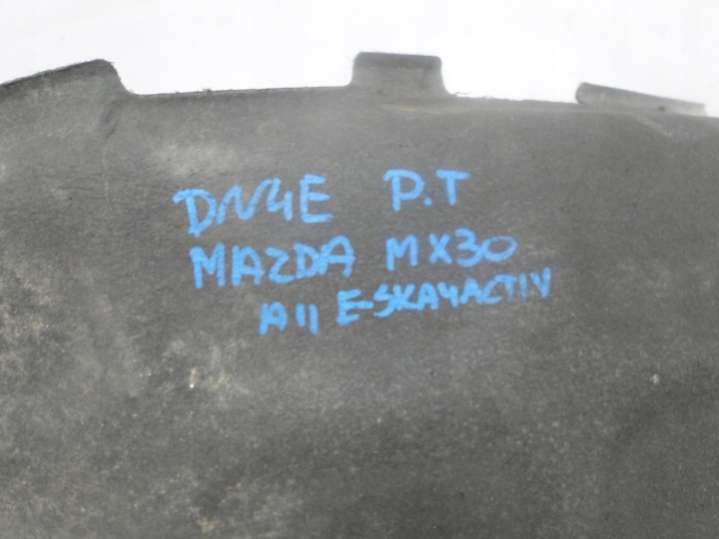 DN4E P.T
MAZDA MX30
A11 E-SKAYACTIV